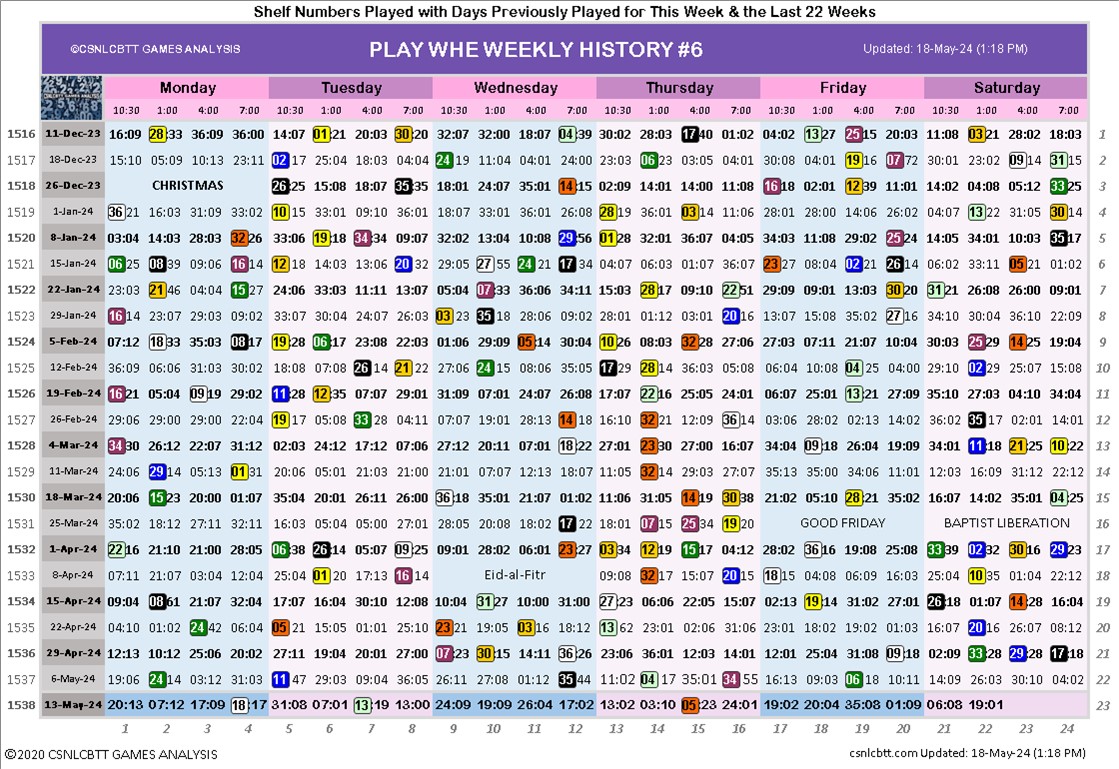 Shelf Numbers Played with Days Previously Played for This Week & the Last 22 Weeks
©CSNLCBTT GAMES ANALYSIS PLAY WHE WEEKLY HISTORY #6 Updated: 18-May-24 (1:18 PM)
Monday Tuesday Wednesday Thursday Friday Saturday
10:30 1:00 4:00 7:00 10:30 1:00 4:00 7:00 10:30 1:00 4:00 7:00 10:30 1:00 4:00 7:00 10:30 1:00 4:00 7:00 10:30 1:00 4:00 7:00
1516 11-Dec-23 16:09 28:33 36:09 36:00 14:07 01:21 20:03 30:20 32:07 32:00 18:07 04:39 30:02 28:03 17:40 01:02 04:02 13:27 25:15 20:03 11:08 03:21 28:02 18:03 1
1517 18-Dec-23 15:10 05:09 10:13 23:11 02:17 25:04 18:03 04:04 24:19 11:04 04:01 24:00 23:03 06:23 03:05 04:01 30:08 04:01 19:16 07:72 30:01 23:02 09:14 31:15 2
1518 26-Dec-23 CHRISTMAS 26:25 15:08 18:07 35:35 18:01 24:07 35:01 14:15 02:09 14:01 14:00 11:08 16:18 02:01 12:39 11:01 14:02 04:08 05:12 33:25 3
1519 1-Jan-24 36:21 16:03 31:09 33:02 10:15 33:01 09:10 36:01 18:07 33:01 36:01 26:08 28:19 36:01 03:14 11:06 28:01 28:00 14:06 26:02 04:07 13:22 31:05 30:14 4
1520 8-Jan-24 03:04 14:03 28:03 32:26 33:06 19:18 34:34 09:07 32:02 13:04 10:08 29:56 01:28 32:01 36:07 04:05 34:03 11:08 29:02 25:24 14:05 34:01 10:03 35:17 5
1521 15-Jan-24 06:25 08:39 09:06 16:14 12:18 14:03 13:06 20:32 29:05 27:55 24:21 17:34 04:07 06:03 01:07 36:07 23:27 08:04 02:21 26:14 06:02 33:11 05:21 01:02 6
1522 22-Jan-24 23:03 21:46 04:04 15:27 24:06 33:03 11:11 13:07 05:04 07:33 36:06 34:11 15:03 28:17 09:10 22:51 29:09 09:01 13:08 30:20 21:31 21:08 26:08 09:01 7
1523 29-Jan-24 16:14 23:07 29:03 09:02 33:07 30:04 24:07 26:03 03:23 35:18 00:08 11:09 28:01 01:12 03:01 20:16 13:07 15:08 15:08 27:16 34:10 30:04 36:10 22:09 8
1524 5-Feb-24 07:12 18:33 35:03 08:17 19:28 06:17 23:08 22:03 01:06 29:09 05:14 30:04 10:26 08:03 32:28 27:06 27:03 07:11 21:07 10:04 30:03 25:29 14:25 19:04 9
1525 12-Feb-24 36:09 06:03 31:03 30:02 18:08 07:08 26:14 21:22 27:06 24:15 08:06 35:05 17:29 28:14 03:08 05:08 06:04 10:08 04:25 04:00 29:10 02:29 25:07 15:08 10
1526 19-Feb-24 16:21 05:04 09:19 29:02 11:28 12:35 07:07 07:00 31:09 07:01 24:07 26:08 17:07 22:16 25:05 24:01 06:07 25:01 13:21 27:09 35:10 27:03 04:10 34:04 11
1527 26-Feb-24 29:06 29:00 29:00 22:04 19:17 05:08 33:28 04:11 07:07 19:01 28:13 14:18 16:10 32:21 12:09 36:14 03:28 02:13 14:02 36:02 35:17 02:01 14:01 12
1528 4-Mar-24 34:30 26:12 22:07 31:12 02:03 24:12 17:12 07:06 27:12 20:11 07:01 18:22 27:01 23:30 27:00 16:07 34:04 09:18 26:04 19:09 34:01 11:18 21:25 10:22 13
1529 11-Mar-24 24:06 29:14 05:13 01:31 20:06 05:01 21:03 21:00 21:01 07:07 12:13 18:07 11:05 32:14 29:03 27:07 35:13 35:00 14:06 11:01 12:03 16:09 31:12 22:12 14
1530 18-Mar-24 20:06 15:23 20:00 01:07 35:04 20:01 26:11 26:00 36:18 35:01 21:07 01:02 11:06 31:05 14:19 30:38 21:02 05:10 28:21 35:02 16:07 14:02 35:01 04:25 15
1531 25-Mar-24 35:02 18:12 27:11 32:11 16:03 05:04 05:00 27:01 28:05 20:08 18:02 17:22 18:01 07:15 25:34 19:20 GOOD FRIDAY BAPTIST LIBERATION 16
1532 1-Apr-24 22:16 21:10 21:00 28:05 06:38 26:14 05:07 09:25 09:01 28:02 06:01 23:27 03:34 12:19 15:17 04:12 28:02 36:16 19:08 25:08 33:39 02:32 30:16 29:23 17
1533 8-Apr-24 07:11 21:07 03:04 12:04 25:04 01:20 17:13 16:14 Eid-al-Fitr 09:08 32:17 15:07 20:15 18:15 04:08 06:09 16:03 25:04 10:35 01:04 22:12 18
1534 15-Apr-24 09:04 08:61 21:07 32:04 17:07 16:04 30:10 12:08 10:04 31:27 10:00 31:00 27:23 06:06 22:05 15:07 02:13 19:14 31:02 27:01 26:18 01:07 14:28 16:04 19
1535 22-Apr-24 04:10 01:02 24:42 06:04 05:21 15:05 01:01 25:10 23:21 19:05 03:16 18:12 13:62 23:01 02:06 31:06 23:01 18:02 19:02 12:03 16:07 20:16 26:07 08:12 20
1536 29-Apr-24 12:13 10:12 25:06 20:02 27:11 19:04 20:01 27:00 07:23 30:15 14:11 36:26 23:06 36:01 12:03 14:01 12:01 25:04 31:08 09:18 02:09 33:28 29:28 17:18 21
1537 6-May-24 19:06 24:14 03:12 31:03 11:47 29:03 09:04 36:05 26:11 27:08 01:12 35:44 11:02 04:17 35:01 34:55 16:13 09:03 06:18 10:11 14:09 26:03 30:10 04:02 22
1538 13-May-24 20:13 07:12 17:09 18:17 31:08 07:01 13:19 13:00 24:09 19:09 26:04 17:02 13:02 03:10 05:23 24:01 19:02 20:04 35:08 01:09 06:08 19:01 23
1 2 3 4 5 6 7 8 9 10 11 12 13 14 15 16 17 18 19 20 21 22 23 24
©2020 CSNLCBTT GAMES ANALYSIS csnlcbtt.com Updated: 18-May-24 (1:18 PM)